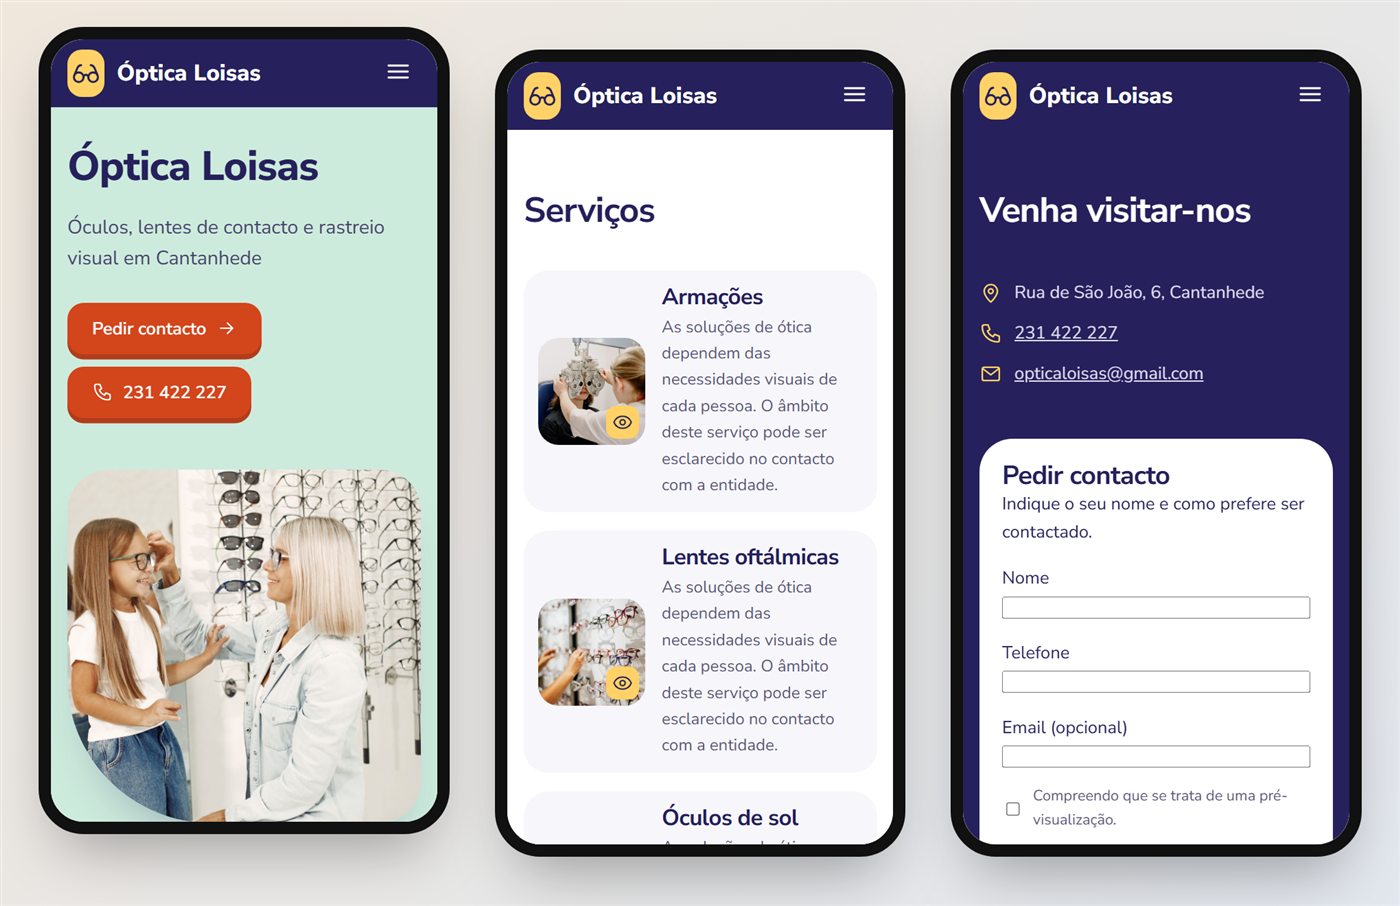 Óptica Loisas
Óptica Loisas
Óculos, lentes de contacto e rastreio
visual em Cantanhede
Pedir contacto
231 422 227
Óptica Loisas
Serviços
Armações
As soluções de ótica
dependem das
necessidades visuais de
cada pessoa. O âmbito
deste serviço pode ser
esclarecido no contacto
com a entidade.
Lentes oftálmicas
As soluções de ótica
dependem das
necessidades visuais de
cada pessoa. O âmbito
deste serviço pode ser
esclarecido no contacto
com a entidade.
Óculos de sol
Óptica Loisas
Venha visitar-nos
Rua de São João, 6, Cantanhede
231 422 227
opticaloisas@gmail.com
Pedir contacto
Indique o seu nome e como prefere ser
contactado.
Nome
Telefone
Email (opcional)
Compreendo que se trata de uma pré-
visualização.